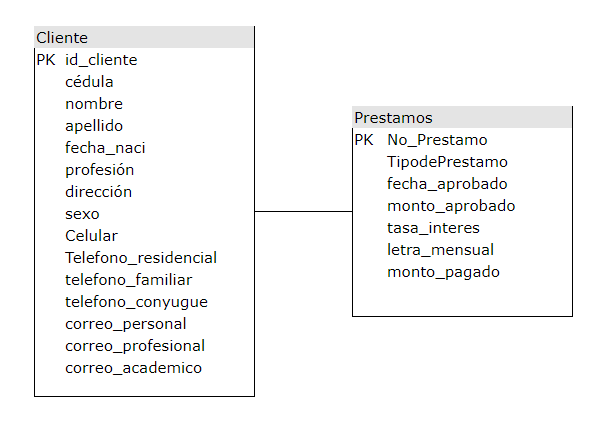 Cliente
PK id_cliente
cédula
nombre
apellido
fecha_naci
profesión
dirección
sexo
Celular
Telefono_residencial
telefono_familiar
telefono_conyugue
correo_personal
correo_profesional
correo_academico
Prestamos
PK No_Prestamo
TipodePrestamo
fecha_aprobado
monto_aprobado
tasa_interes
letra_mensual
monto_pagado